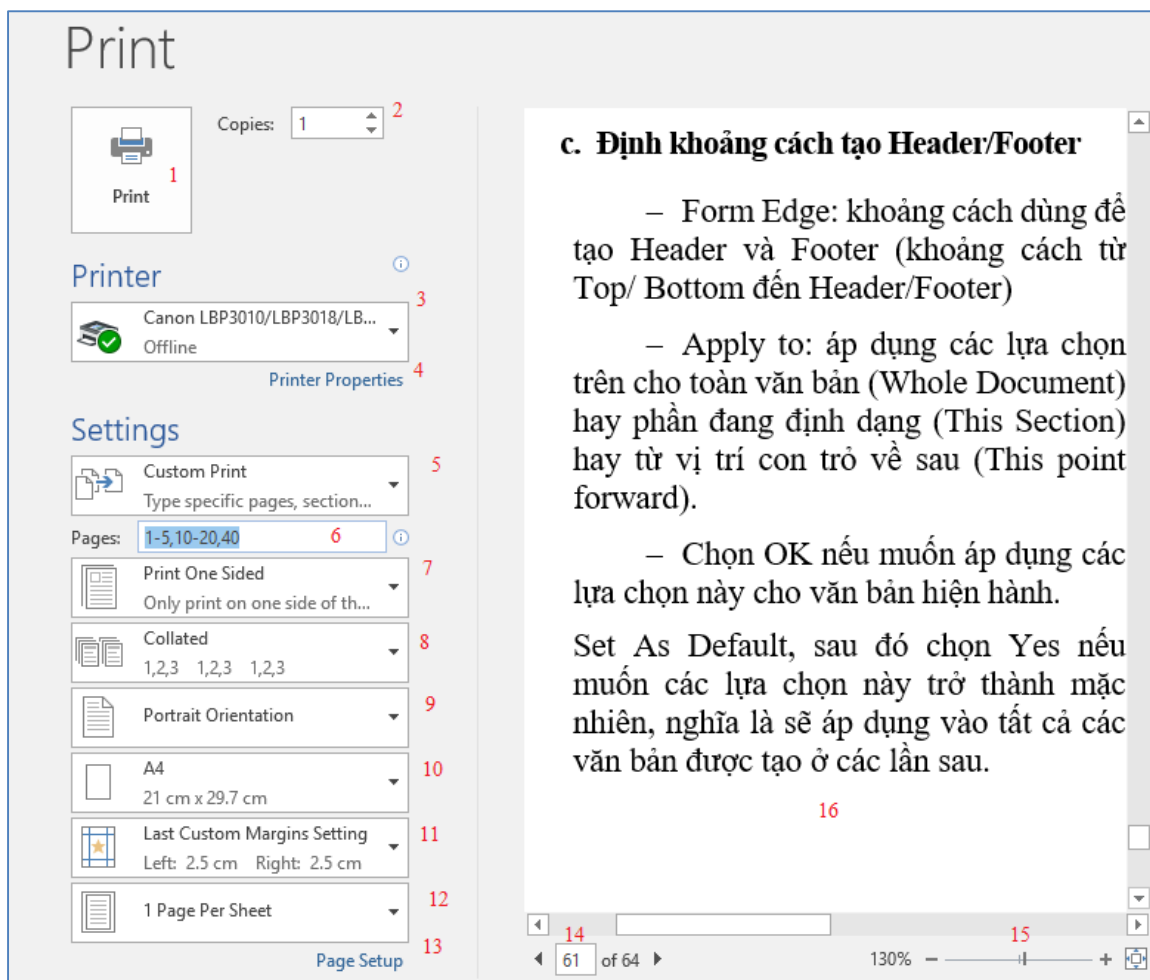 Print
Print
1
Copies:
1
2
Printer
3
Canon LBP3010/LBP3018/LB...
Offline
Printer Properties
4
Settings
5
Custom Print
Type specific pages, section...
Pages:
1-5,10-20,40
6
7
Print One Sided
Only print on one side of th...
8
Collated
1,2,3 1,2,3 1,2,3
9
Portrait Orientation
10
A4
21 cm x 29.7 cm
11
Last Custom Margins Setting
Left: 2.5 cm Right: 2.5 cm
12
1 Page Per Sheet
13
Page Setup
c. Định khoảng cách tạo Header/Footer
– Form Edge: khoảng cách dùng để
tạo Header và Footer (khoảng cách từ
Top/ Bottom đến Header/Footer)
– Apply to: áp dụng các lựa chọn
trên cho toàn văn bản (Whole Document)
hay phần đang định dạng (This Section)
hay từ vị trí con trỏ về sau (This point
forward).
– Chọn OK nếu muốn áp dụng các
lựa chọn này cho văn bản hiện hành.
Set As Default, sau đó chọn Yes nếu
muốn các lựa chọn này trở thành mặc
nhiên, nghĩa là sẽ áp dụng vào tất cả các
văn bản được tạo ở các lần sau.
16
14
61 of 64
15
130%